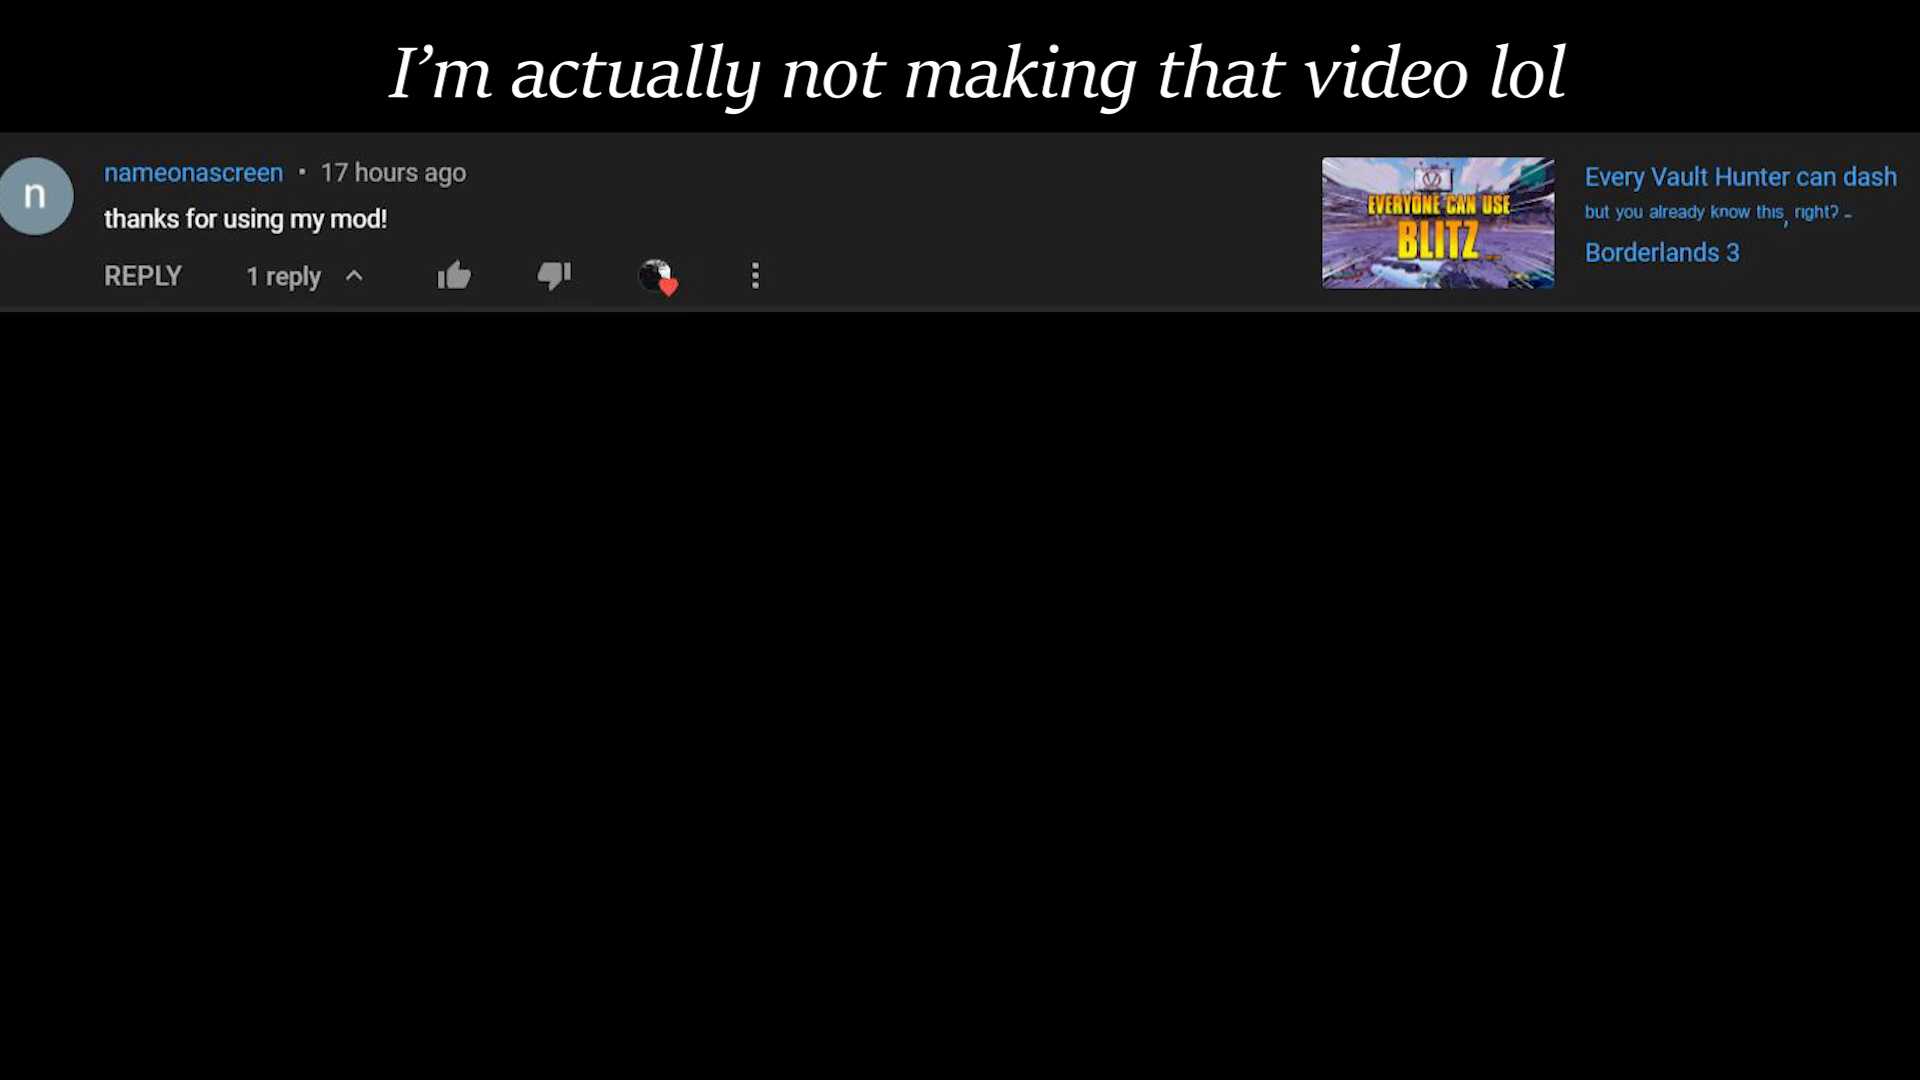 I’m actually not making that video lol
n
nameonascreen • 17 hours ago
thanks for using my mod!
REPLY 1 reply
EVERYONE CAN USE
BLITZ
Every Vault Hunter can dash
but you already know this, right? -
Borderlands 3